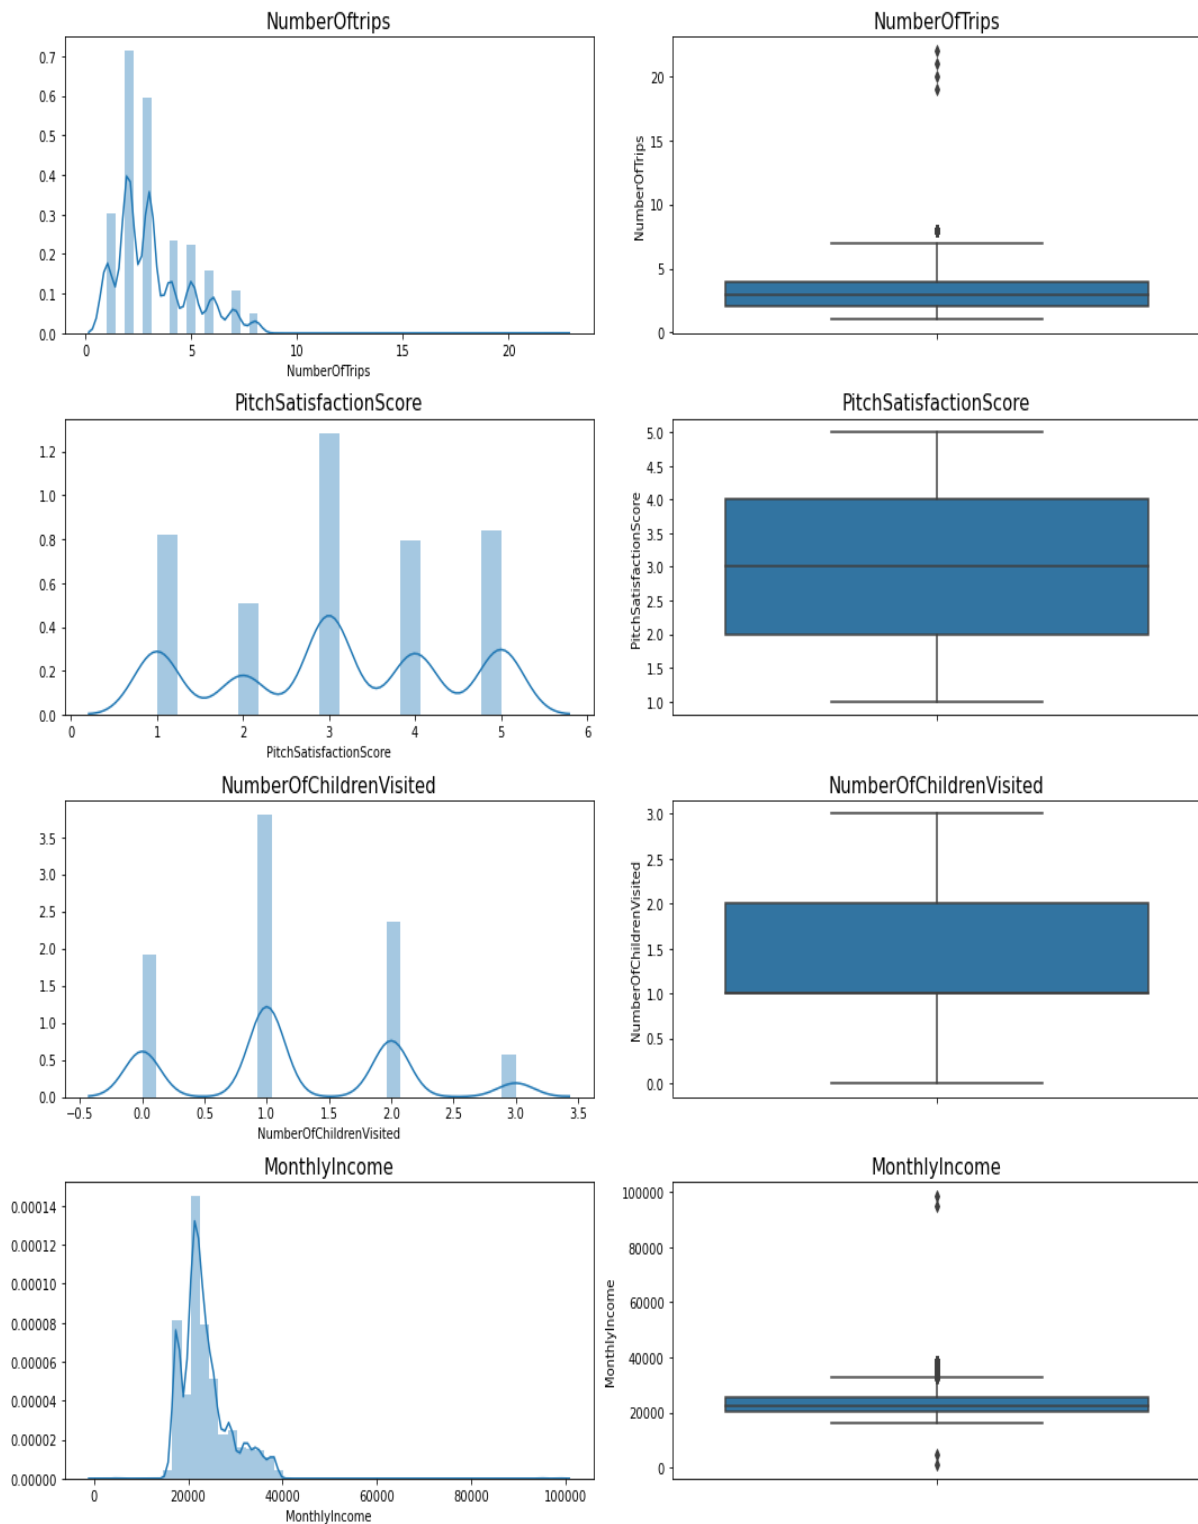 NumberOftrips
0.7
0.6
0.5
0.4
0.3
0.2
0.1
0.0
0 5 10 15 20
NumberOfTrips
NumberOfTrips
20
15
10
5
0
NumberOfTrips
PitchSatisfactionScore
1.2
1.0
0.8
0.6
0.4
0.2
0.0
0 1 2 3 4 5 6
PitchSatisfactionScore
PitchSatisfactionScore
5.0
4.5
4.0
3.5
3.0
2.5
2.0
1.5
1.0
PitchSatisfactionScore
NumberOfChildrenVisited
3.5
3.0
2.5
2.0
1.5
1.0
0.5
0.0
−0.5 0.0 0.5 1.0 1.5 2.0 2.5 3.0 3.5
NumberOfChildrenVisited
NumberOfChildrenVisited
3.0
2.5
2.0
1.5
1.0
0.5
0.0
NumberOfChildrenVisited
MonthlyIncome
0.00014
0.00012
0.00010
0.00008
0.00006
0.00004
0.00002
0.00000
0 20000 40000 60000 80000 100000
MonthlyIncome
MonthlyIncome
100000
80000
60000
40000
20000
0
MonthlyIncome